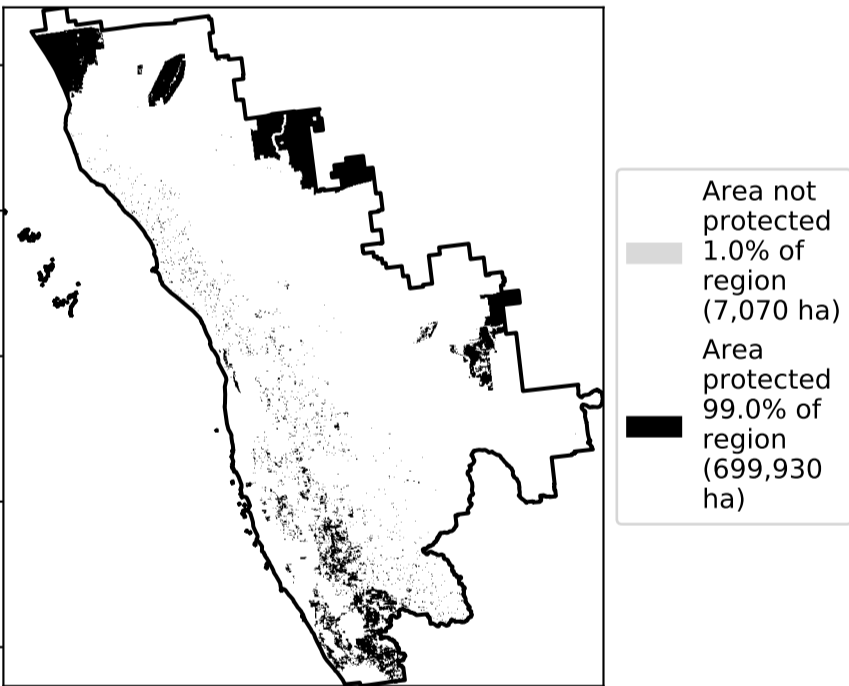 Area not
protected
1.0% of
region
(7,070 ha)
Area
protected
99.0% of
region
(699,930
ha)